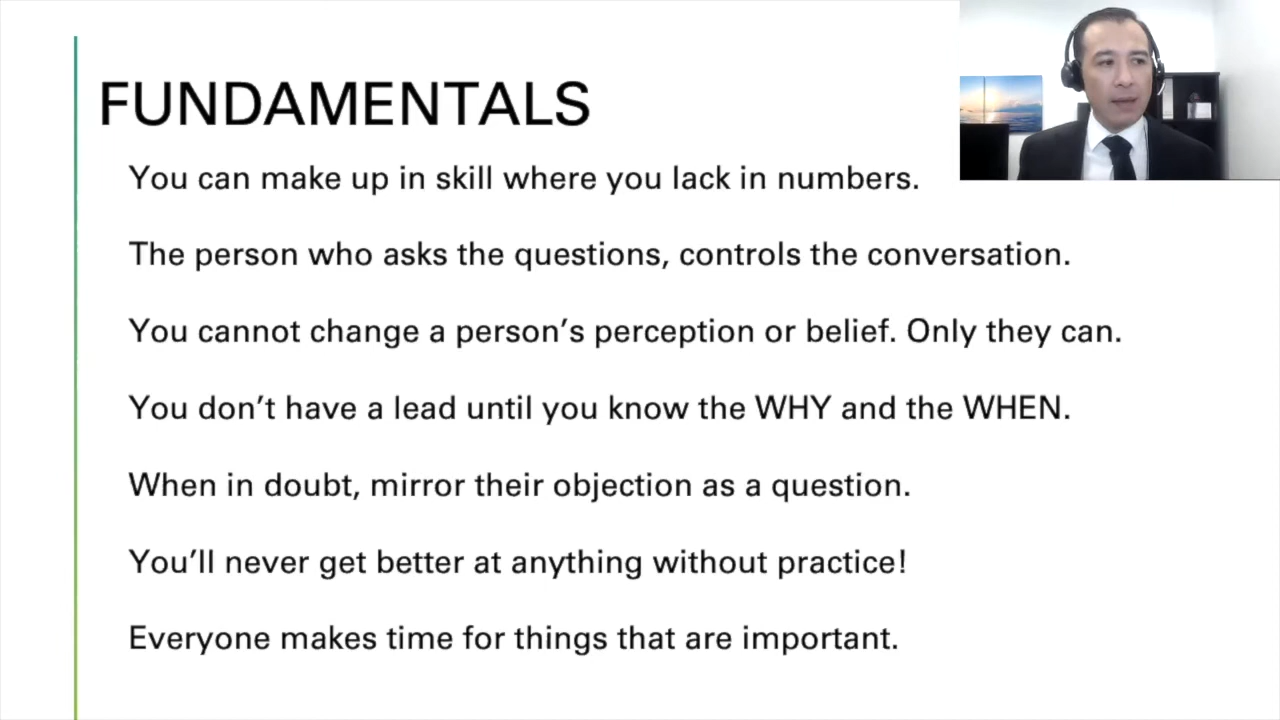 FUNDAMENTALS
You can make up in skill where you lack in numbers.
The person who asks the questions, controls the conversation.
You cannot change a person’s perception or belief. Only they can.
You don’t have a lead until you know the WHY and the WHEN.
When in doubt, mirror their objection as a question.
You’ll never get better at anything without practice!
Everyone makes time for things that are important.